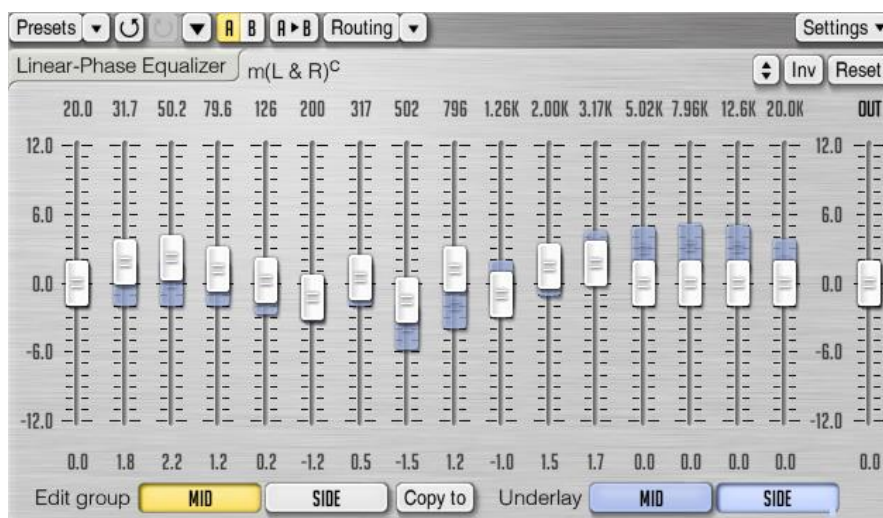 Presets A B A ▸ B Routing Settings
Linear-Phase Equalizer m(L & R)ᶜ Inv Reset
20.0 31.7 50.2 79.6 126 200 317 502 796 1.26K 2.00K 3.17K 5.02K 7.96K 12.6K 20.0K OUT
12.0 12.0
6.0 6.0
0.0 0.0
-6.0 -6.0
-12.0 -12.0
0.0 1.8 2.2 1.2 0.2 -1.2 0.5 -1.5 1.2 -1.0 1.5 1.7 0.0 0.0 0.0 0.0 0.0
Edit group MID SIDE Copy to Underlay MID SIDE